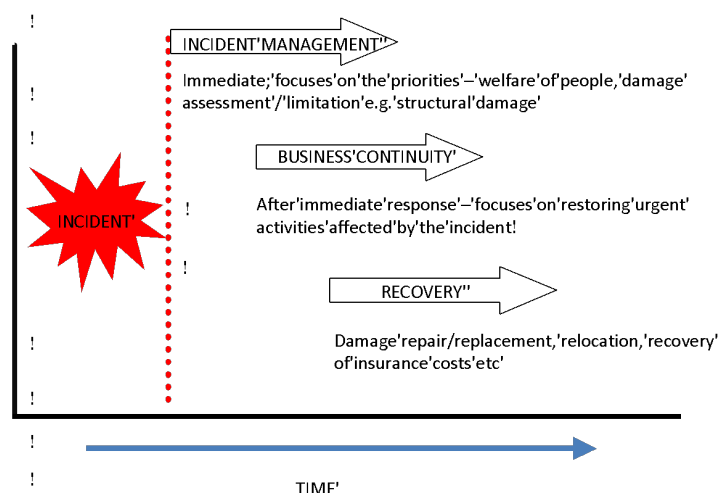 !
INCIDENT'MANAGEMENT''
Immediate;'focuses'on'the'priorities'–'welfare'of'people,'damage'
!
assessment'/'limitation'e.g.'structural'damage'
!
BUSINESS'CONTINUITY'
After'immediate'response'–'focuses'on'restoring'urgent'
!
INCIDENT'
activities'affected'by'the'incident!
!
RECOVERY''
Damage'repair/replacement,'relocation,'recovery'
!
of'insurance'costs'etc'
!
!
!
TIME'